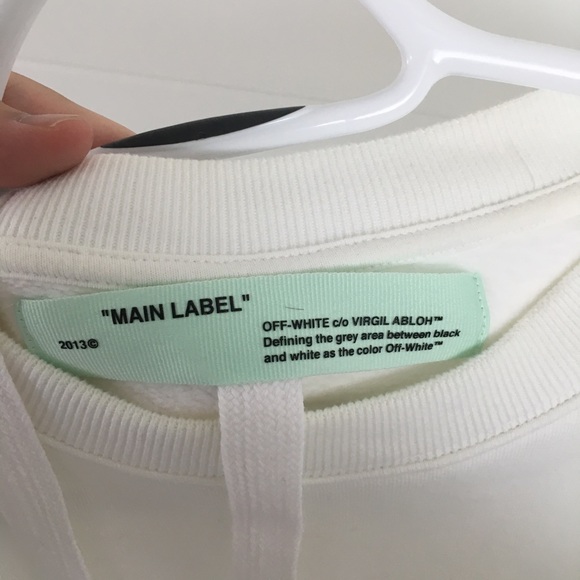 "MAIN LABEL"
2013©
OFF-WHITE c/o VIRGIL ABLOH™
Defining the grey area between black
and white as the color Off-White™